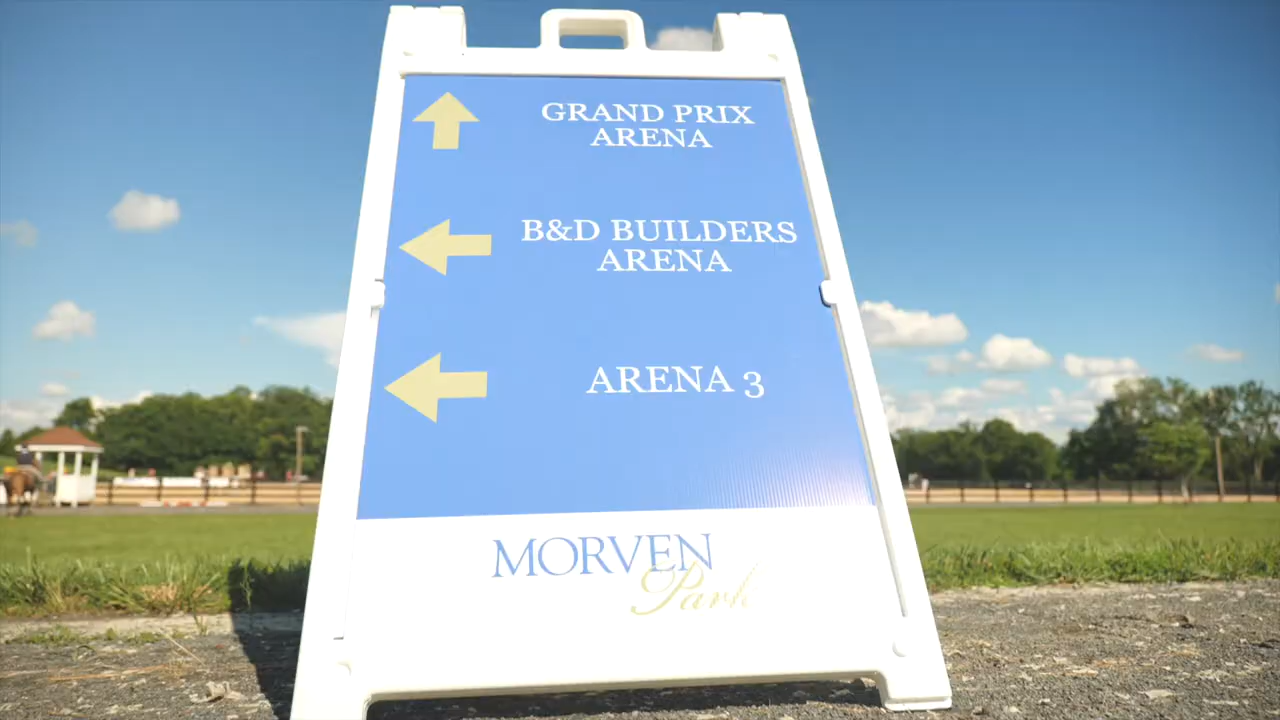 GRAND PRIX
ARENA
B&D BUILDERS
ARENA
ARENA 3
MORVEN
Park